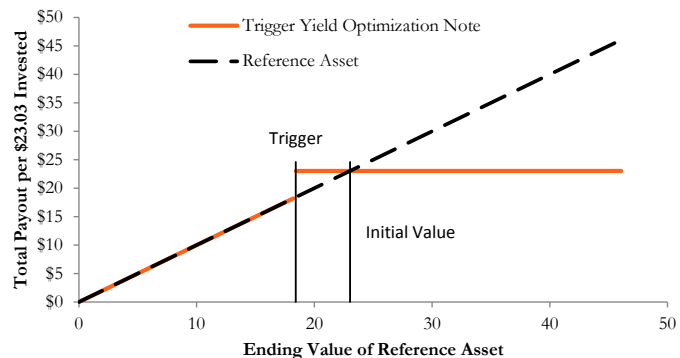 Total Payout per $23.03 Invested
$50
$45
$40
$35
$30
$25
$20
$15
$10
$5
$0
Trigger Yield Optimization Note
Reference Asset
Trigger
Initial Value
0
10
20
30
40
50
Ending Value of Reference Asset